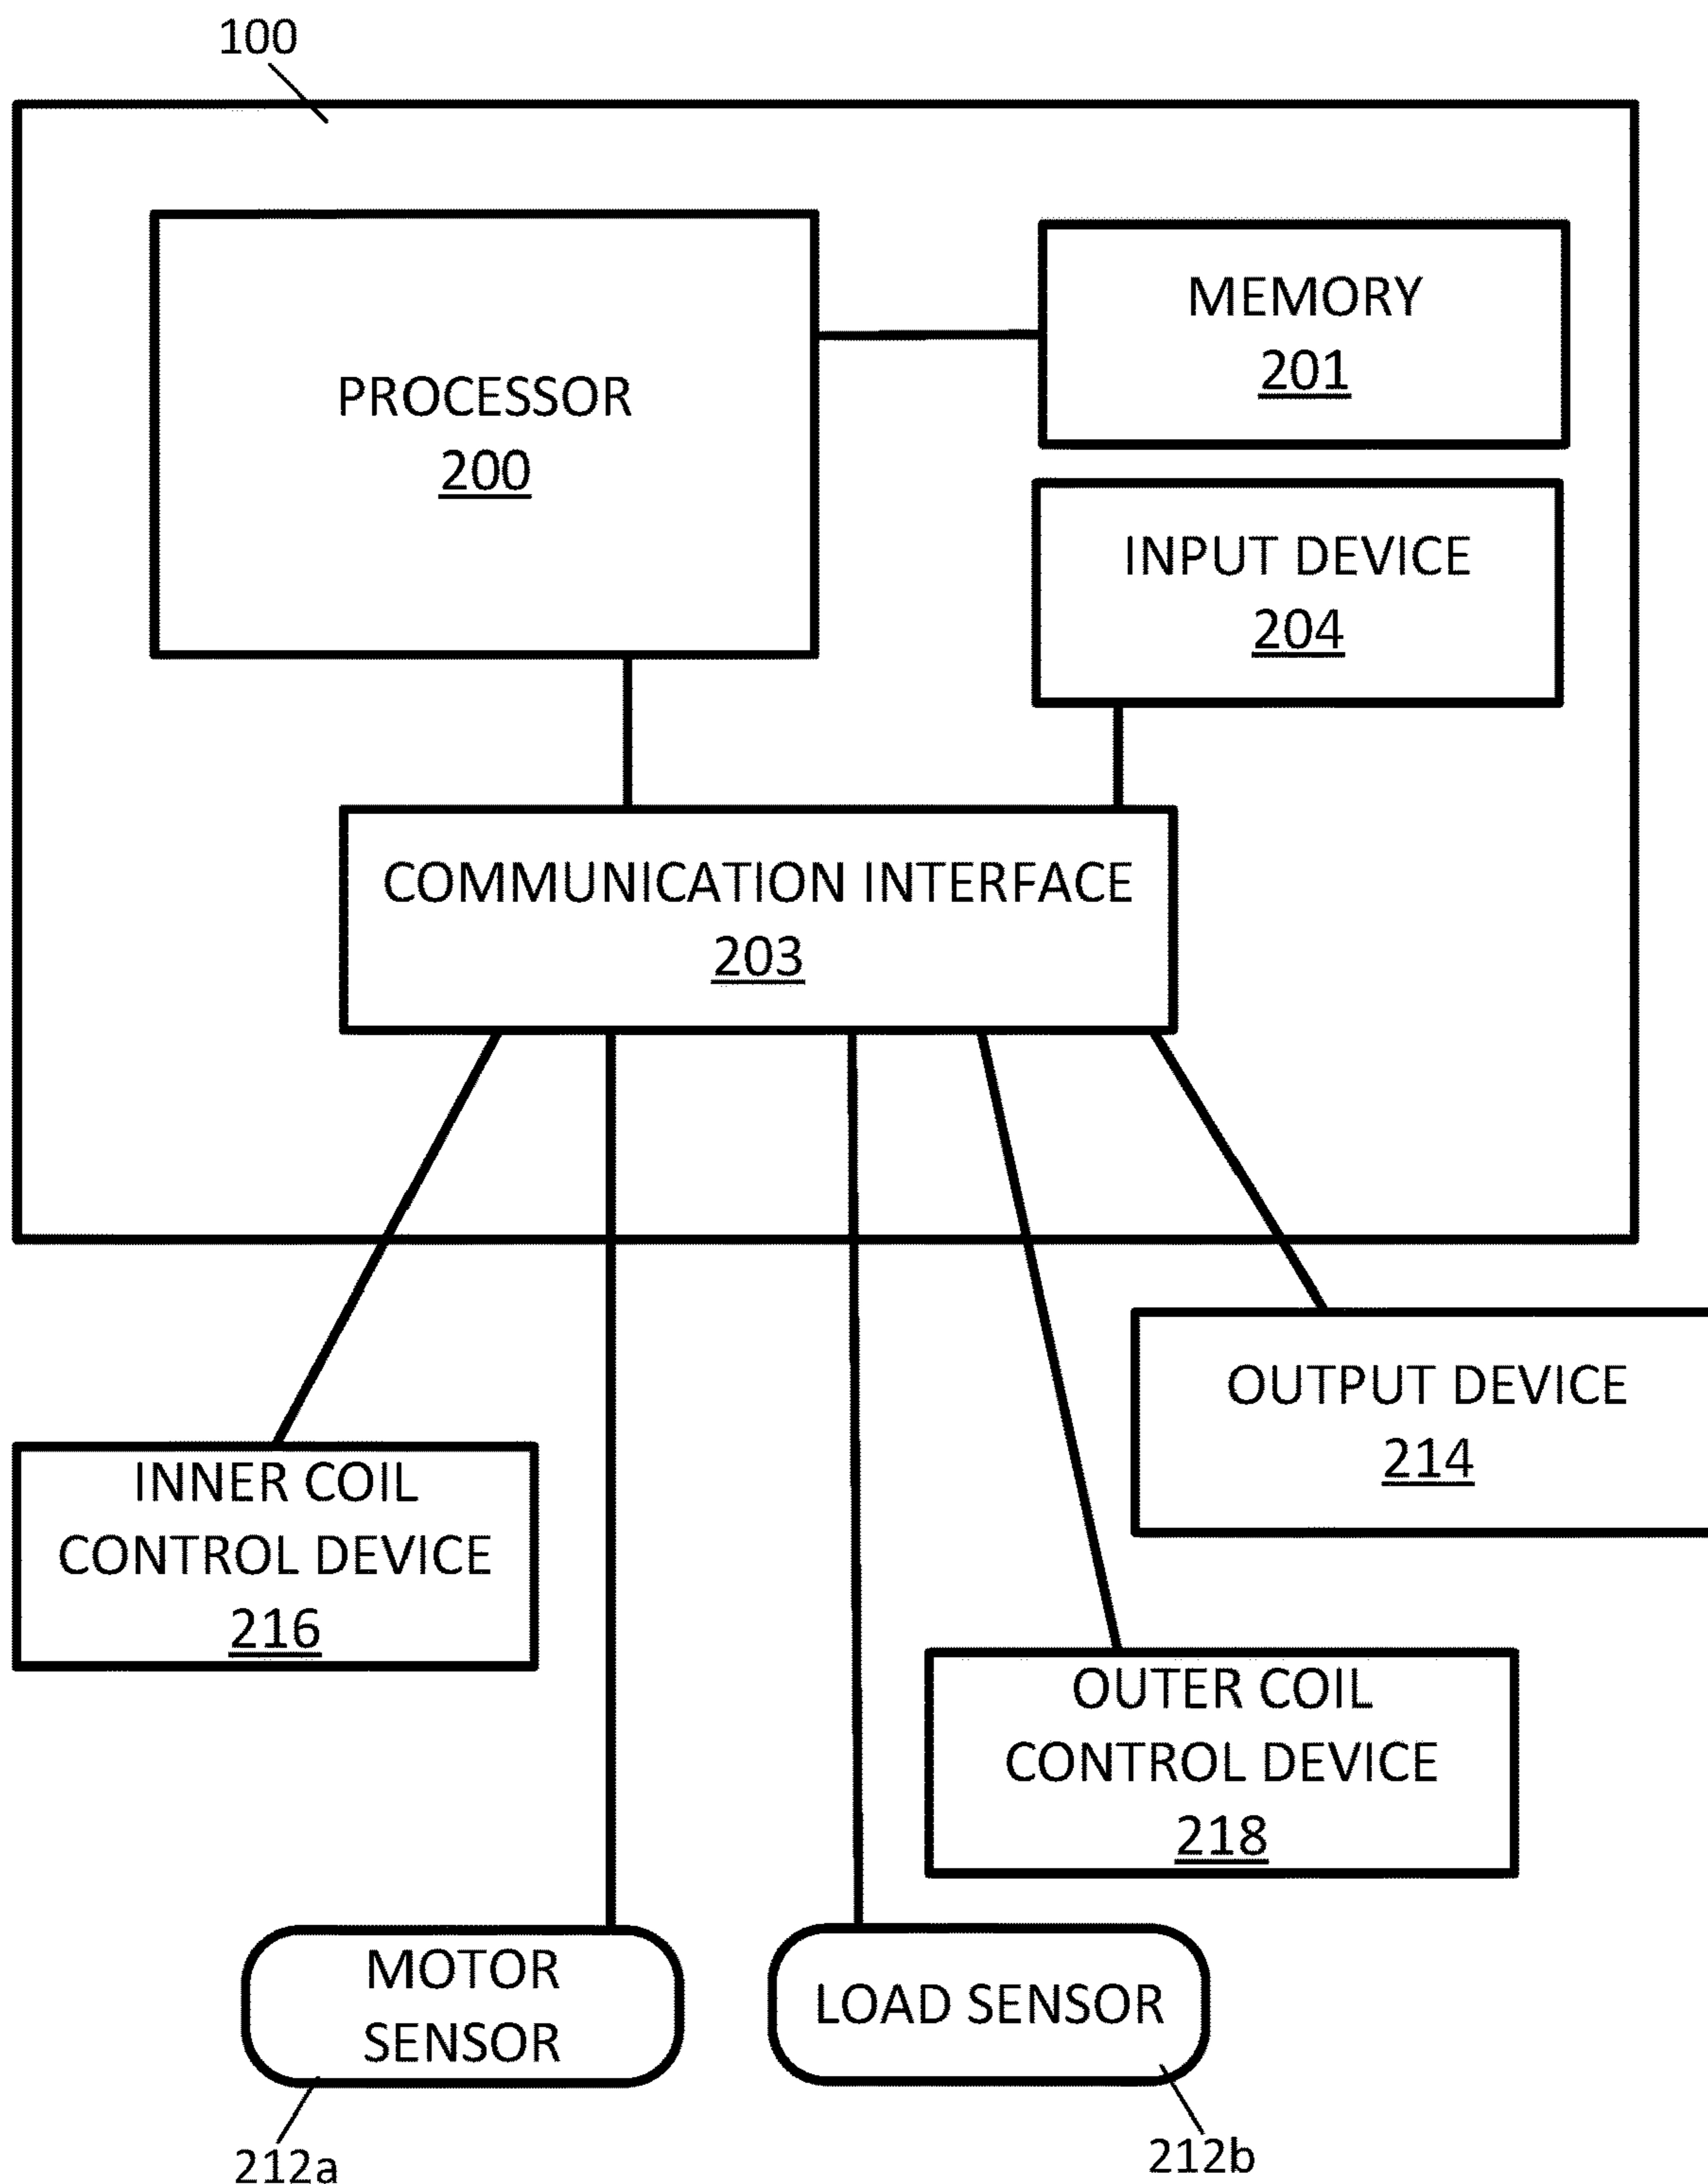 100
PROCESSOR
200
MEMORY
201
INPUT DEVICE
204
COMMUNICATION INTERFACE
203
OUTPUT DEVICE
214
INNER COIL
CONTROL DEVICE
216
OUTER COIL
CONTROL DEVICE
218
MOTOR
SENSOR
LOAD SENSOR
212a
212b